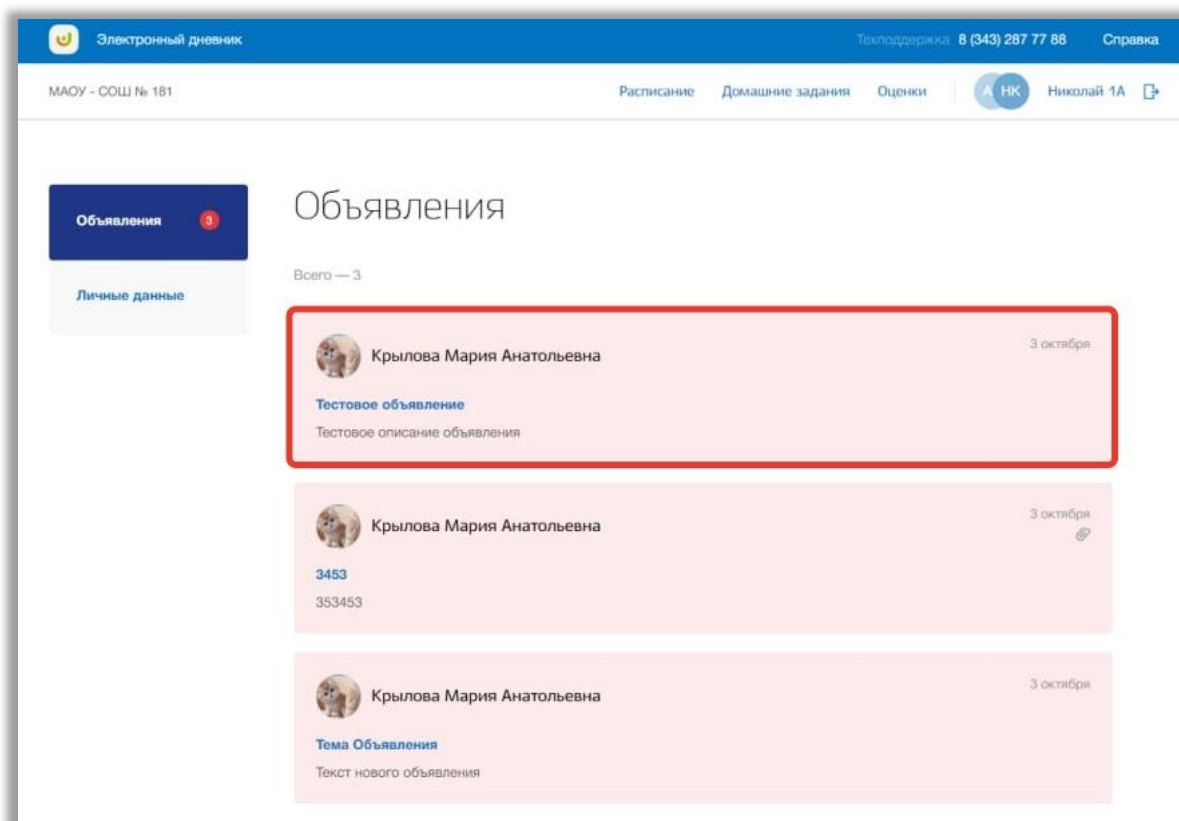 Электронный дневник
Техподдержка 8 (343) 287 77 88 Справка
МАОУ - СОШ № 181
Расписание Домашние задания Оценки А НК Николай 1А
Объявления 3
Личные данные
Объявления
Всего — 3
Крылова Мария Анатольевна
3 октября
Тестовое объявление
Тестовое описание объявления
Крылова Мария Анатольевна
3 октября
3453
353453
Крылова Мария Анатольевна
3 октября
Тема Объявления
Текст нового объявления